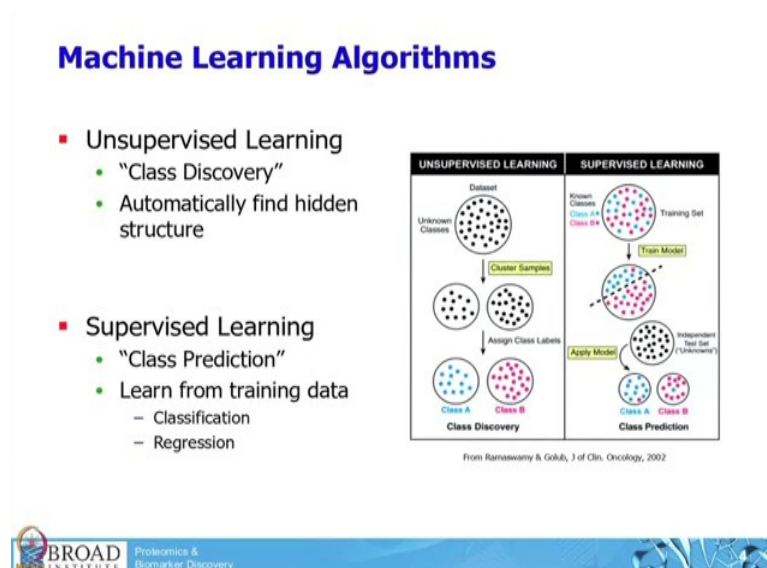 Machine Learning Algorithms
Unsupervised Learning
"Class Discovery"
Automatically find hidden
structure
Supervised Learning
"Class Prediction"
Learn from training data
– Classification
– Regression
UNSUPERVISED LEARNING
Dataset
Unknown
Classes
Cluster Samples
Assign Class Labels
Class A
Class B
Class Discovery
SUPERVISED LEARNING
Known
Classes
Class A
Class B
Training Set
Train Model
Independent
Test Set
("Unknowns")
Apply Model
Class A
Class B
Class Prediction
From Ramaswamy & Golub, J of Clin. Oncology, 2002
BROAD
INSTITUTE
Proteomics &
Biomarker Discovery
4